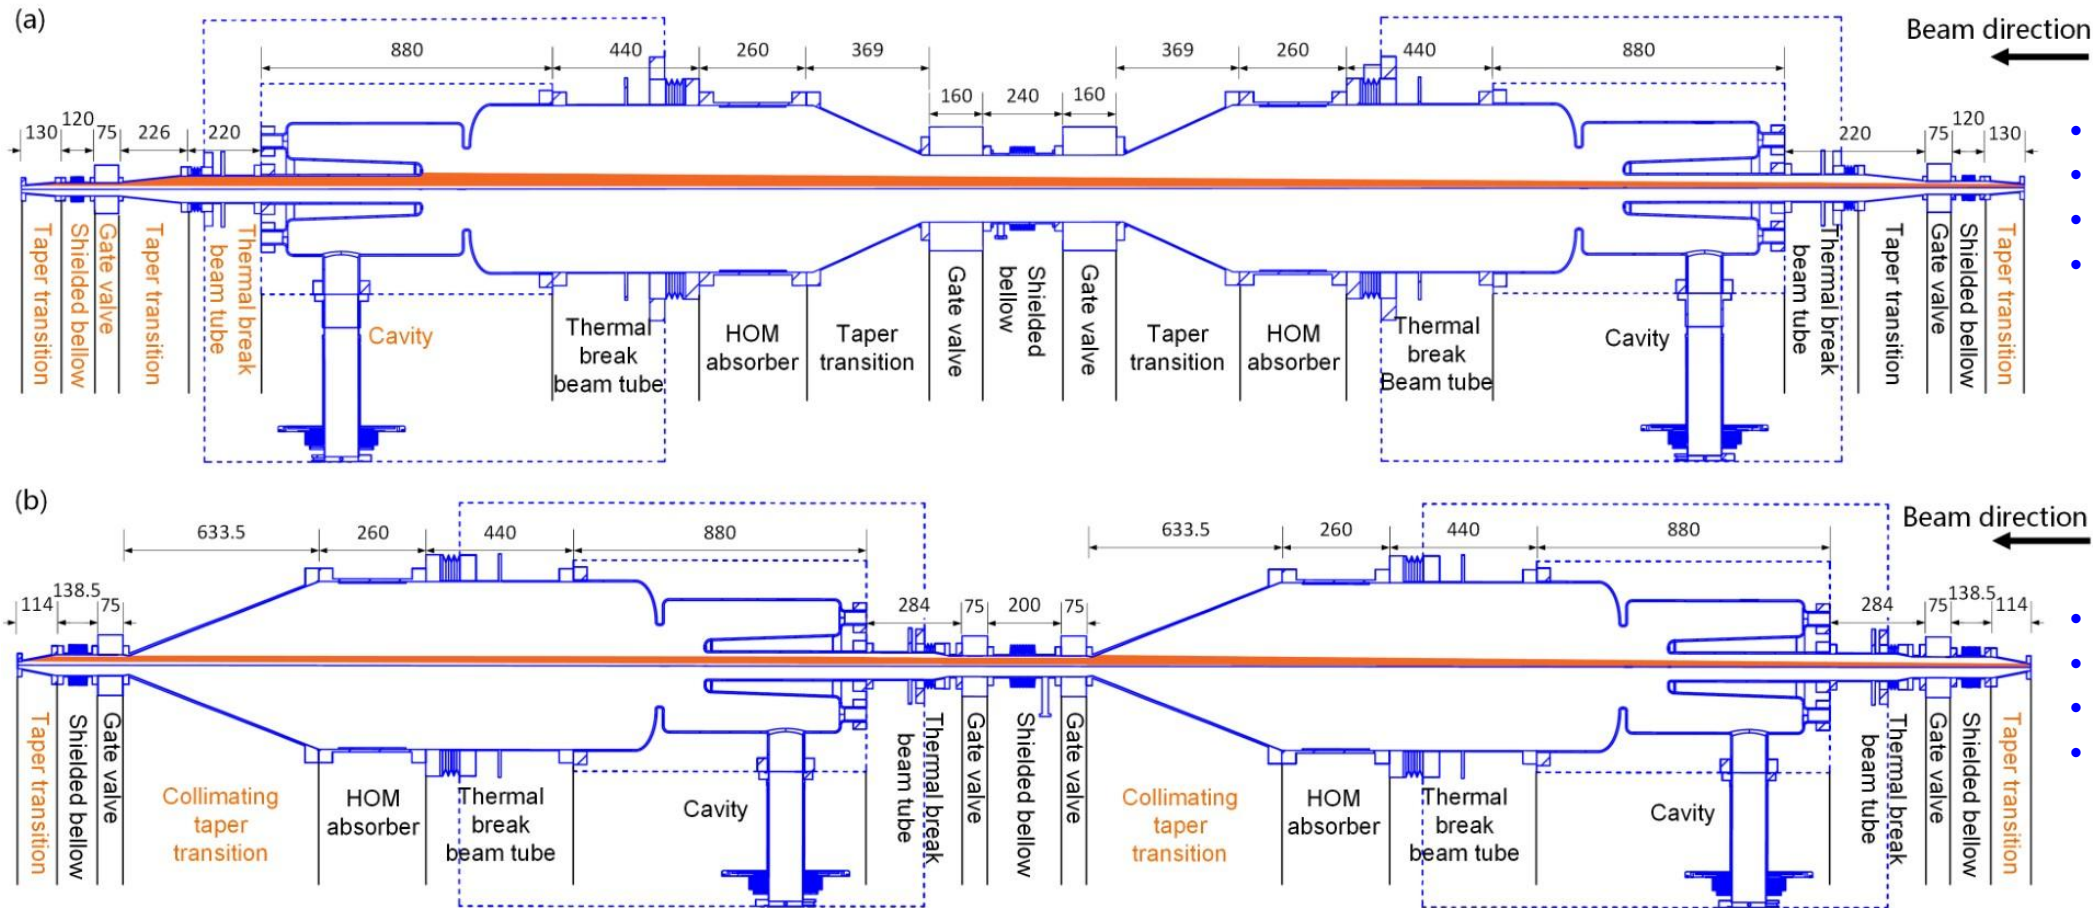 (a)
Beam direction
880
440
260
369
369
260
440
880
160
240
160
130
120
75
226
220
220
75
120
130
Taper transition
Shielded bellow
Gate valve
Taper transition
Thermal break
beam tube
Cavity
Thermal
break
beam tube
HOM
absorber
Taper
transition
Gate valve
Shielded
bellow
Gate valve
Taper
transition
HOM
absorber
Thermal
break
Beam tube
Cavity
Thermal break
beam tube
Taper transition
Gate valve
Shielded bellow
Taper transition
(b)
Beam direction
633.5
260
440
880
633.5
260
440
880
114
138.5
75
284
75
200
75
284
75
138.5
114
Taper transition
Shielded bellow
Gate valve
Collimating
taper
transition
HOM
absorber
Thermal
break
beam tube
Cavity
Thermal break
beam tube
Gate valve
Shielded bellow
Gate valve
Collimating
taper
transition
HOM
absorber
Thermal
break
beam tube
Cavity
Thermal break
beam tube
Gate valve
Shielded bellow
Taper transition